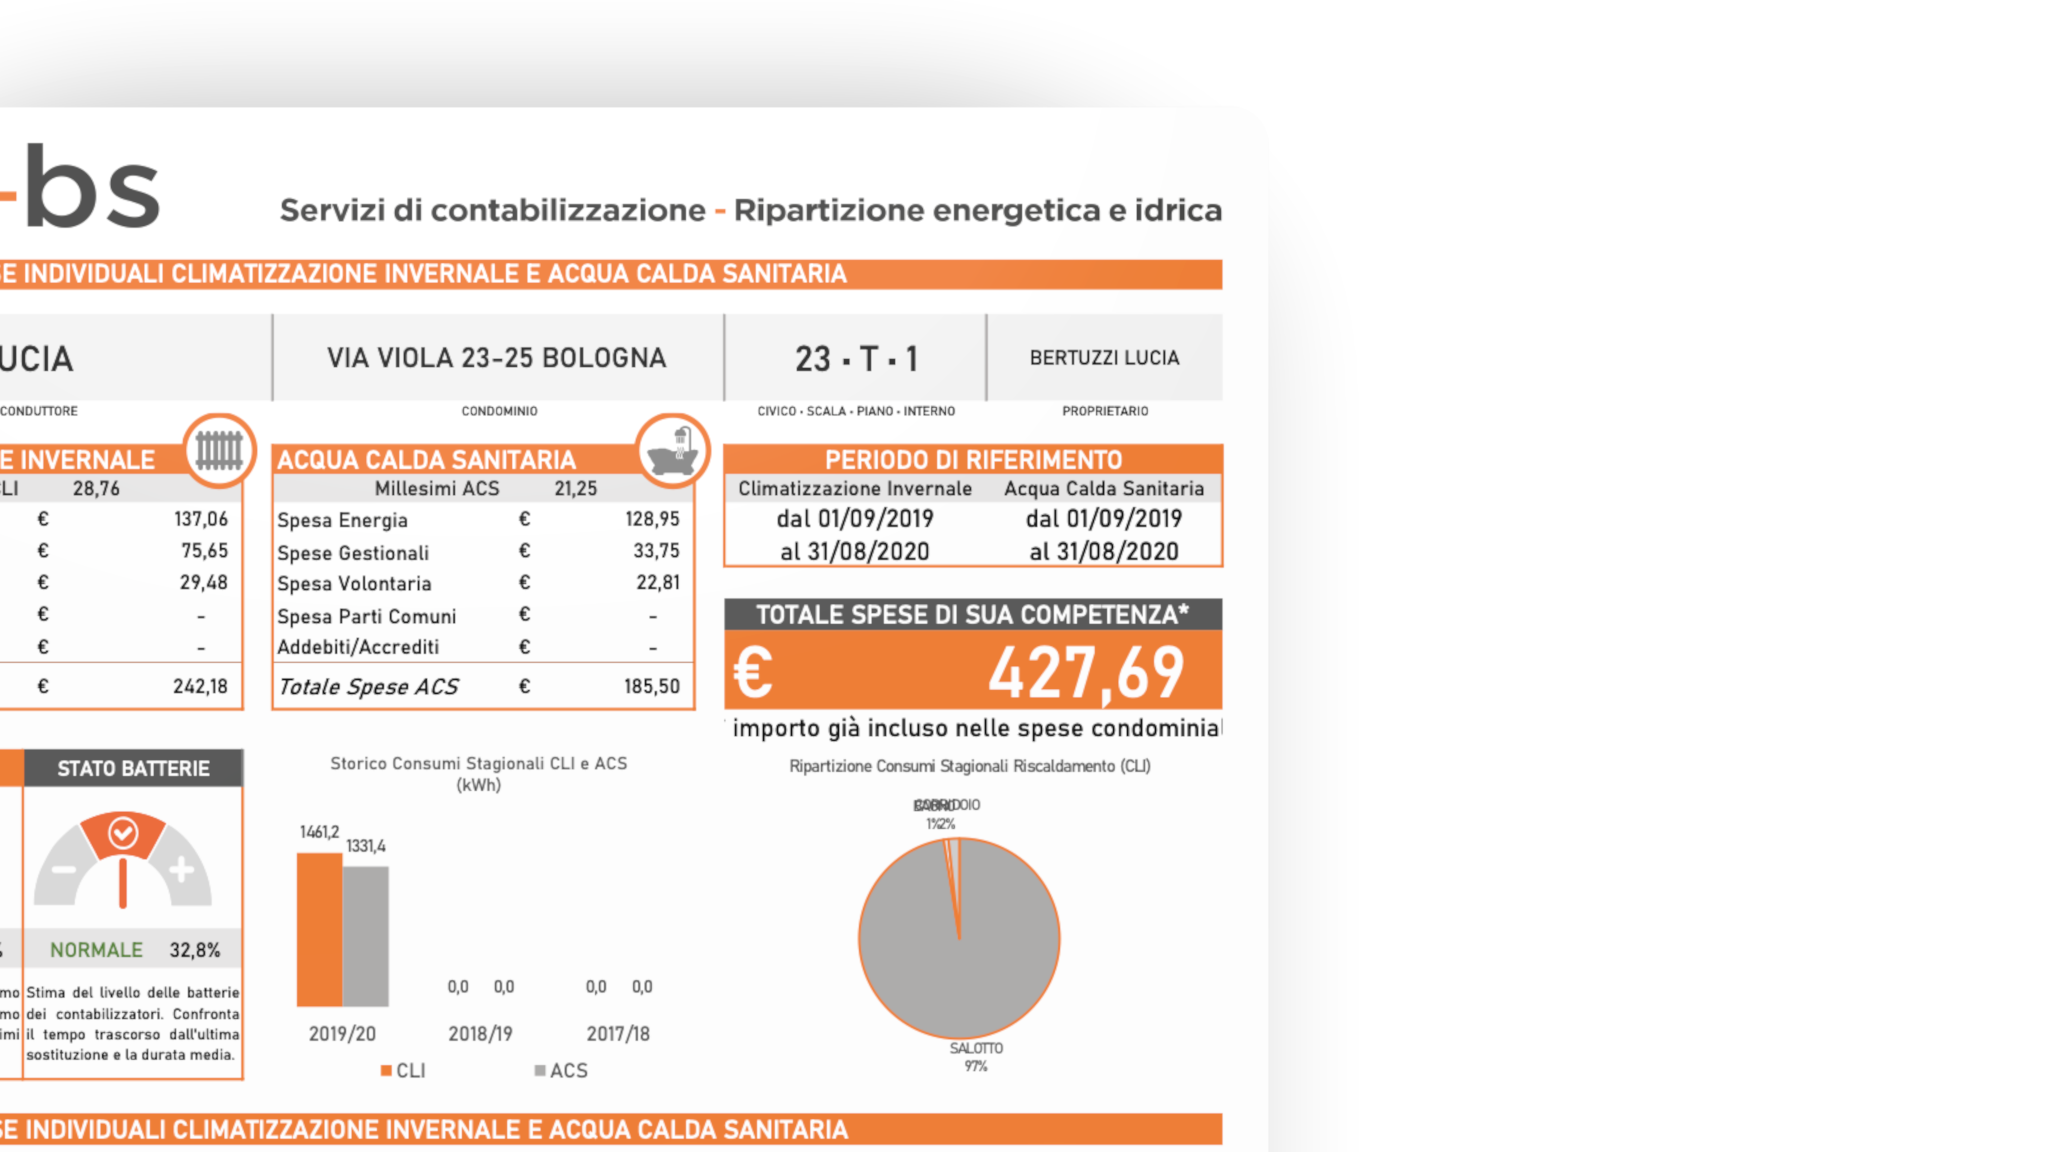 -bs
Servizi di contabilizzazione - Ripartizione energetica e idrica
SE INDIVIDUALI CLIMATIZZAZIONE INVERNALE E ACQUA CALDA SANITARIA
UCIA
VIA VIOLA 23-25 BOLOGNA
23 · T · 1
BERTUZZI LUCIA
CONDUTTORE
CONDOMINIO
CIVICO · SCALA · PIANO · INTERNO
PROPRIETARIO
E INVERNALE
CLI 28,76
€ 137,06
€ 75,65
€ 29,48
€ -
€ -
€ 242,18
ACQUA CALDA SANITARIA
Millesimi ACS 21,25
Spesa Energia € 128,95
Spese Gestionali € 33,75
Spesa Volontaria € 22,81
Spesa Parti Comuni € -
Addebiti/Accrediti € -
Totale Spese ACS € 185,50
PERIODO DI RIFERIMENTO
Climatizzazione Invernale Acqua Calda Sanitaria
dal 01/09/2019 dal 01/09/2019
al 31/08/2020 al 31/08/2020
TOTALE SPESE DI SUA COMPETENZA*
€ 427,69
importo già incluso nelle spese condominial
STATO BATTERIE
NORMALE 32,8%
Stima del livello delle batterie
dei contabilizzatori. Confronta
il tempo trascorso dall'ultima
sostituzione e la durata media.
Storico Consumi Stagionali CLI e ACS
(kWh)
1461,2
1331,4
0,0 0,0 0,0 0,0
2019/20 2018/19 2017/18
CLI ACS
Ripartizione Consumi Stagionali Riscaldamento (CLI)
CORRIDOIO
1% 2%
SALOTTO
97%
SE INDIVIDUALI CLIMATIZZAZIONE INVERNALE E ACQUA CALDA SANITARIA